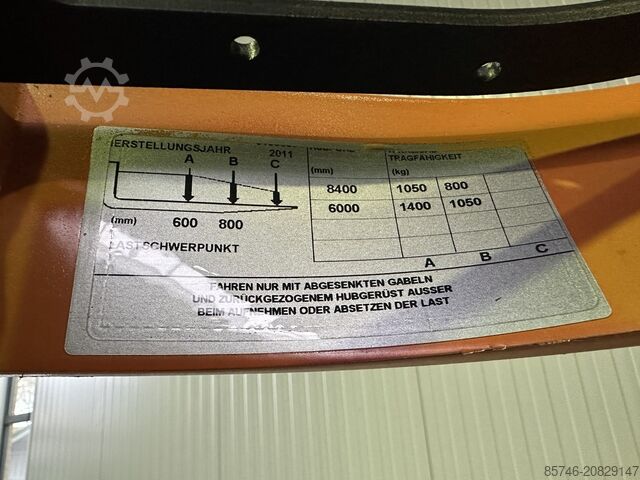 ERSTELLUNGSJAHR 2011
A B C
(mm) 600 800
LASTSCHWERPUNKT
TRAGFÄHIGKEIT
(mm) (kg)
8400 1050 800
6000 1400 1050
A B C
FAHREN NUR MIT ABGESENKTEN GABELN
UND ZURÜCKGEZOGENEM HUBGERÜST AUSSER
BEIM AUFNEHMEN ODER ABSETZEN DER LAST
85746-20829147